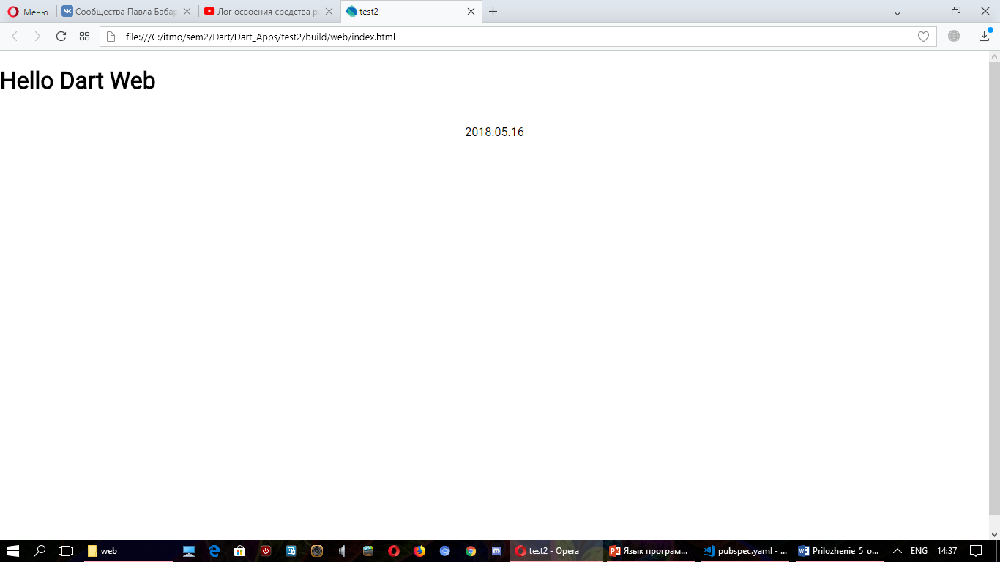 Меню
Сообщества Павла Бабар
Лог освоения средства р
test2
file:///C:/itmo/sem2/Dart/Dart_Apps/test2/build/web/index.html
Hello Dart Web
2018.05.16
web
test2 - Opera
Язык програм...
pubspec.yaml - ...
Prilozhenie_5_о...
ENG
14:37